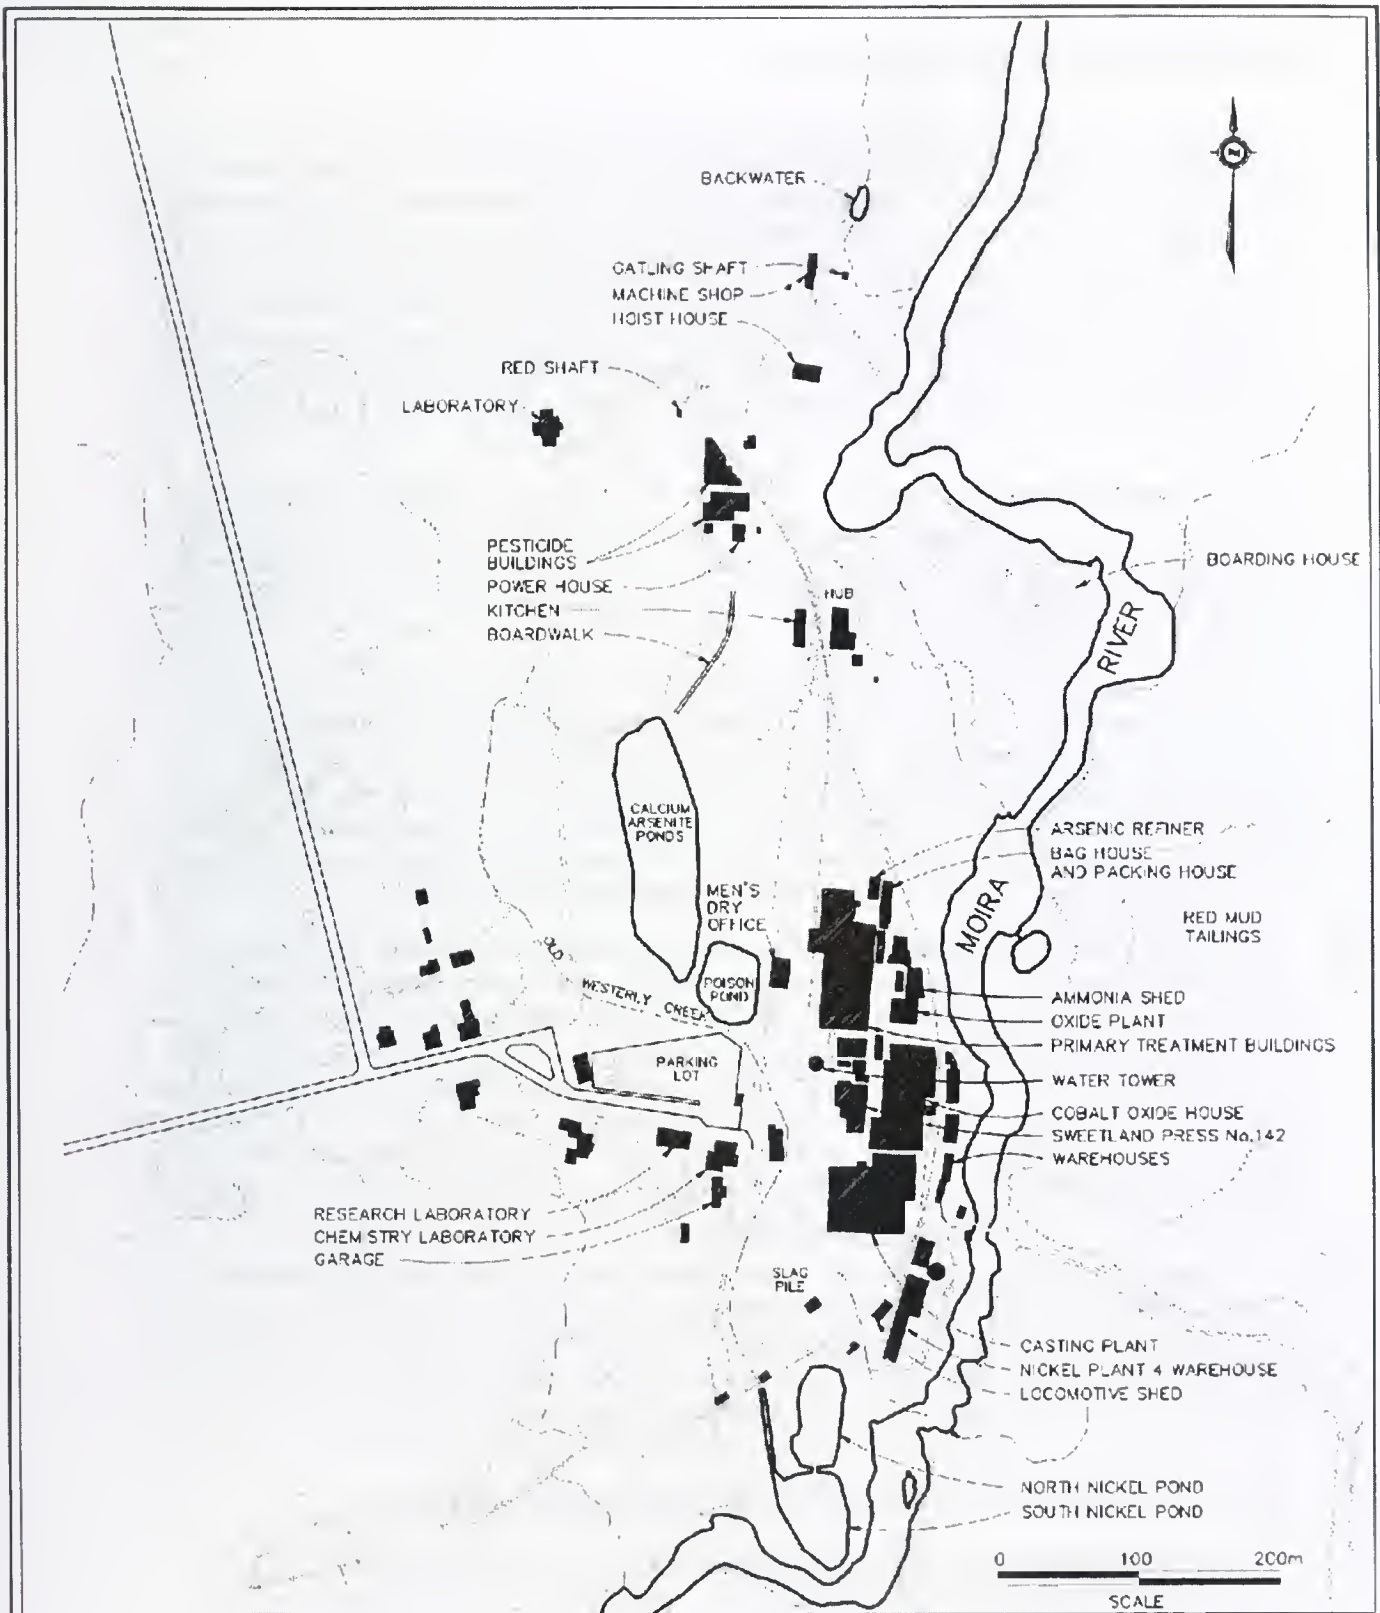 BACKWATER
GATLING SHAFT
MACHINE SHOP
HOIST HOUSE
RED SHAFT
LABORATORY
PESTICIDE
BUILDINGS
POWER HOUSE
KITCHEN
BOARDWALK
HUB
BOARDING HOUSE
RIVER
CALCIUM
ARSENITE
PONDS
MEN'S
DRY
OFFICE
ARSENIC REFINER
BAG HOUSE
AND PACKING HOUSE
MOIRA
RED MUD
TAILINGS
OLD WESTERLY CREEK
POISON
POND
AMMONIA SHED
OXIDE PLANT
PRIMARY TREATMENT BUILDINGS
PARKING
LOT
WATER TOWER
COBALT OXIDE HOUSE
SWEETLAND PRESS No.142
WAREHOUSES
RESEARCH LABORATORY
CHEMISTRY LABORATORY
GARAGE
SLAG
PILE
CASTING PLANT
NICKEL PLANT 4 WAREHOUSE
LOCOMOTIVE SHED
NORTH NICKEL POND
SOUTH NICKEL POND
0 100 200m
SCALE
N